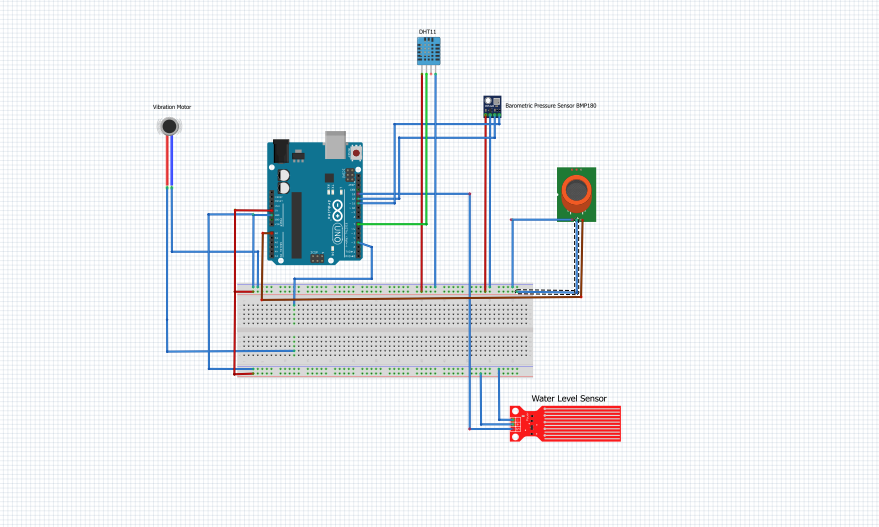 DHT11
Barometric Pressure Sensor BMP180
Vibration Motor
UNO
Water Level Sensor